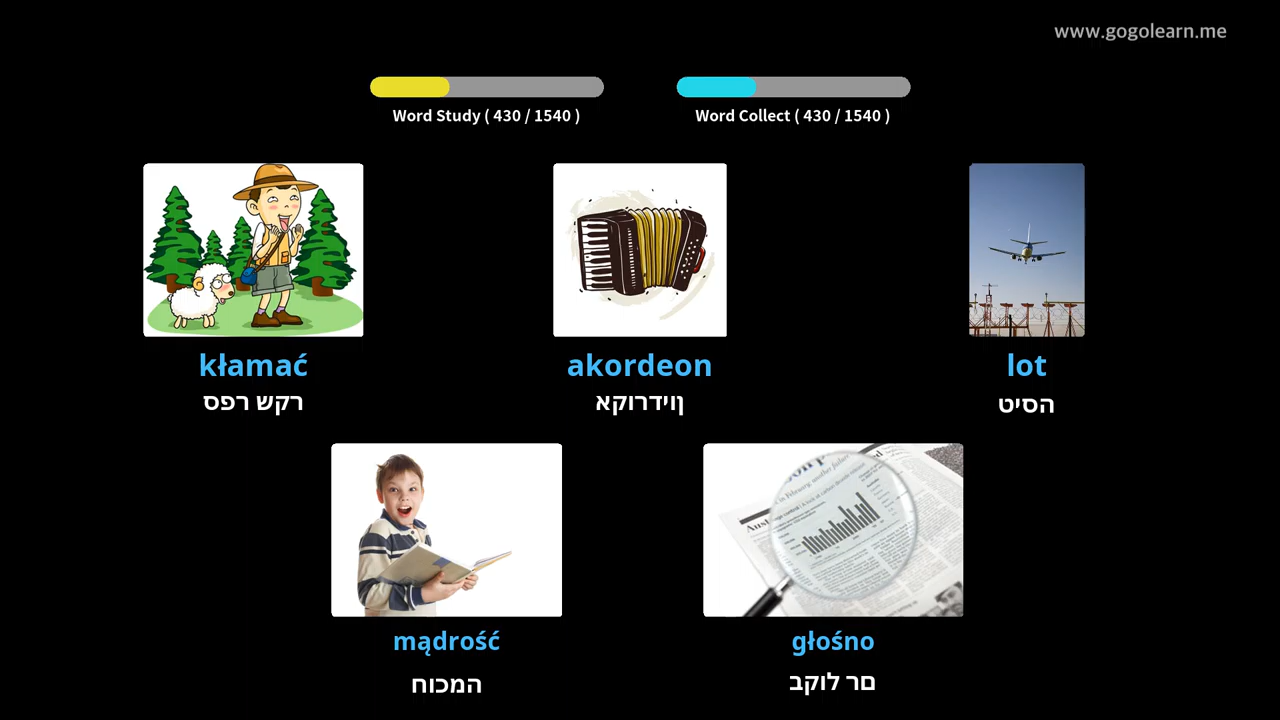 www.gogolearn.me
Word Study ( 430 / 1540 )
Word Collect ( 430 / 1540 )
kłamać
רקש רפס
akordeon
ןוידרוקא
lot
הסיט
mądrość
המכוח
głośno
םר לוקב